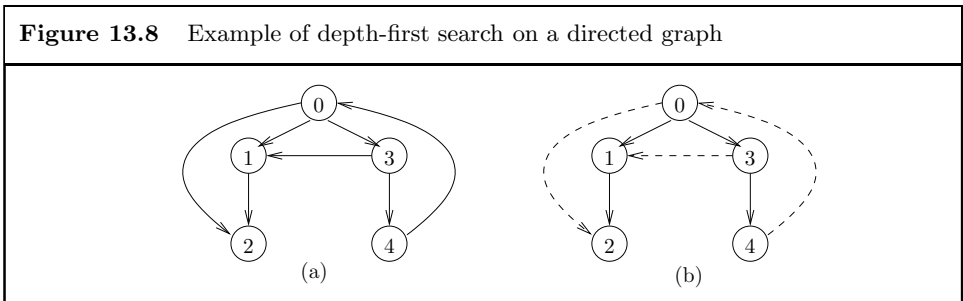 Figure 13.8 Example of depth-first search on a directed graph
0 0
1 3 1 3
2 4 2 4
(a) (b)